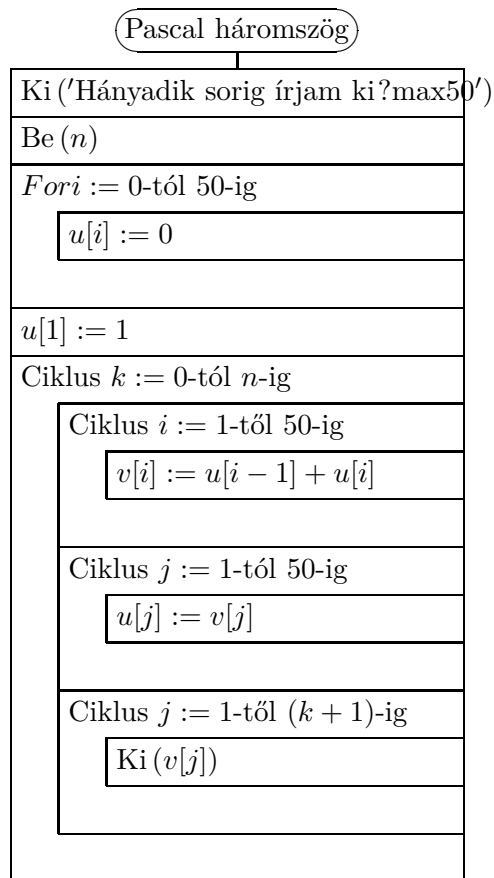 Pascal háromszög
Ki ('Hányadik sorig írjam ki?max50')
Be (n)
Fori := 0-tól 50-ig
u[i] := 0
u[1] := 1
Ciklus k := 0-tól n-ig
Ciklus i := 1-től 50-ig
v[i] := u[i − 1] + u[i]
Ciklus j := 1-tól 50-ig
u[j] := v[j]
Ciklus j := 1-től (k + 1)-ig
Ki (v[j])